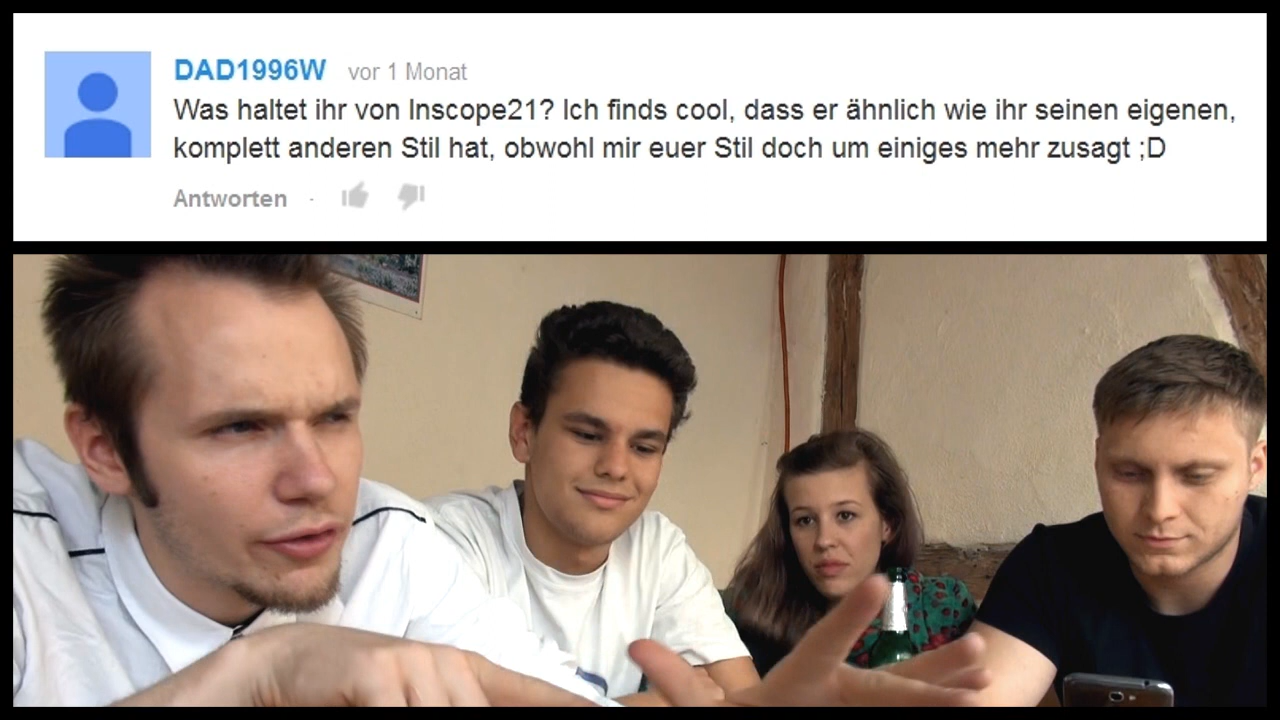 DAD1996W vor 1 Monat
Was haltet ihr von Inscope21? Ich finds cool, dass er ähnlich wie ihr seinen eigenen,
komplett anderen Stil hat, obwohl mir euer Stil doch um einiges mehr zusagt ;D
Antworten ·